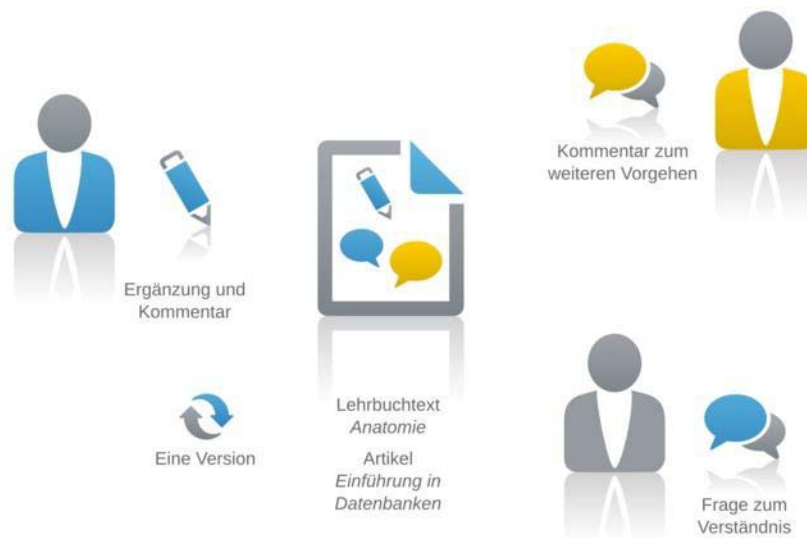 Kommentar zum
weiteren Vorgehen
Ergänzung und
Kommentar
Eine Version
Lehrbuchtext
Anatomie
Artikel
Einführung in
Datenbanken
Frage zum
Verständnis